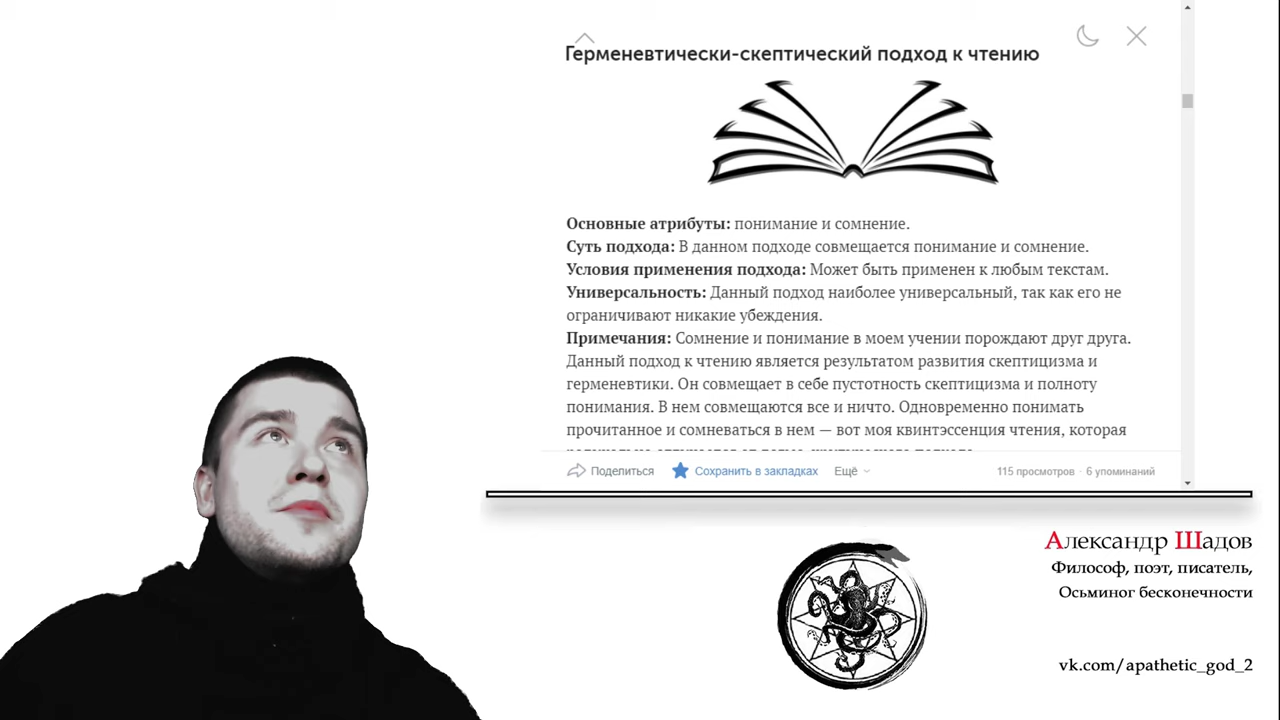 Герменевтически-скептический подход к чтению
Основные атрибуты: понимание и сомнение.
Суть подхода: В данном подходе совмещается понимание и сомнение.
Условия применения подхода: Может быть применен к любым текстам.
Универсальность: Данный подход наиболее универсальный, так как его не
ограничивают никакие убеждения.
Примечания: Сомнение и понимание в моем учении порождают друг друга.
Данный подход к чтению является результатом развития скептицизма и
герменевтики. Он совмещает в себе пустотность скептицизма и полноту
понимания. В нем совмещаются все и ничто. Одновременно понимать
прочитанное и сомневаться в нем — вот моя квинтэссенция чтения, которая
Поделиться Сохранить в закладках Ещё 115 просмотров · 6 упоминаний
Александр Шадов
Философ, поэт, писатель,
Осьминог бесконечности
vk.com/apathetic_god_2